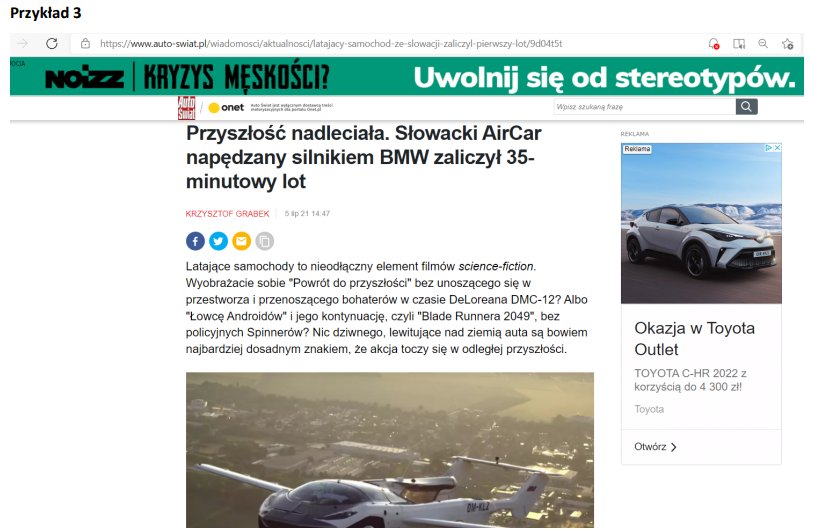 Przykład 3
https://www.auto-swiat.pl/wiadomosci/aktualnosci/latajacy-samochod-ze-slowacji-zaliczyl-pierwszy-lot/9d04t5t
NOIZZ | KRYZYS MĘSKOŚCI? Uwolnij się od stereotypów.
Auto Świat / onet Auto Świat jest wyłącznym dostawcą treści
motoryzacyjnych dla portalu Onet.pl
Wpisz szukaną frazę
Przyszłość nadleciała. Słowacki AirCar
napędzany silnikiem BMW zaliczył 35-
minutowy lot
KRZYSZTOF GRABEK | 5 lip 21 14:47
Latające samochody to nieodłączny element filmów science-fiction.
Wyobrażacie sobie "Powrót do przyszłości" bez unoszącego się w
przestworza i przenoszącego bohaterów w czasie DeLoreana DMC-12? Albo
"Łowcę Androidów" i jego kontynuację, czyli "Blade Runnera 2049", bez
policyjnych Spinnerów? Nic dziwnego, lewitujące nad ziemią auta są bowiem
najbardziej dosadnym znakiem, że akcja toczy się w odległej przyszłości.
OM-KLZ
REKLAMA
Reklama
Okazja w Toyota
Outlet
TOYOTA C-HR 2022 z
korzyścią do 4 300 zł!
Toyota
Otwórz